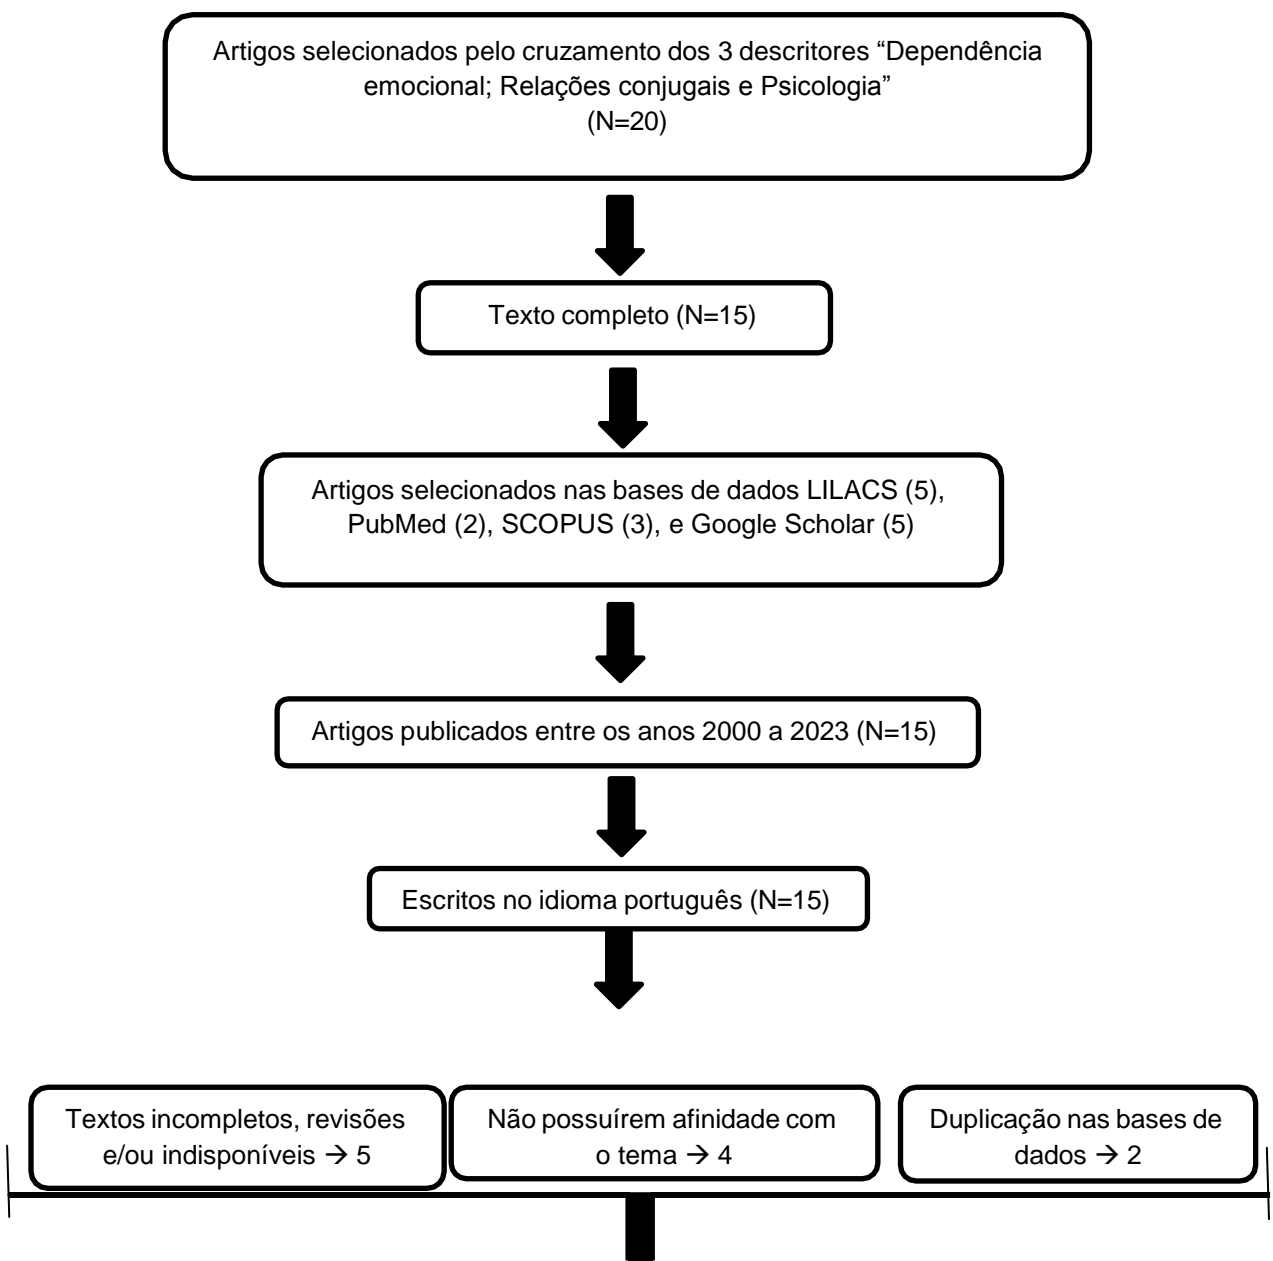 Artigos selecionados pelo cruzamento dos 3 descritores “Dependência
emocional; Relações conjugais e Psicologia”
(N=20)
Texto completo (N=15)
Artigos selecionados nas bases de dados LILACS (5),
PubMed (2), SCOPUS (3), e Google Scholar (5)
Artigos publicados entre os anos 2000 a 2023 (N=15)
Escritos no idioma português (N=15)
Textos incompletos, revisões
e/ou indisponíveis → 5
Não possuírem afinidade com
o tema → 4
Duplicação nas bases de
dados → 2